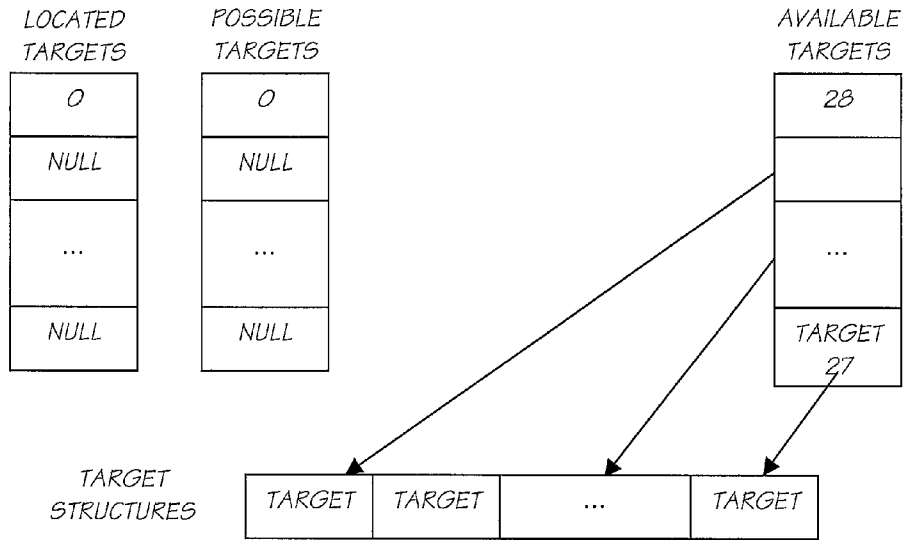 LOCATED
TARGETS
0
NULL
...
NULL
POSSIBLE
TARGETS
0
NULL
...
NULL
AVAILABLE
TARGETS
28
...
TARGET
27
TARGET
STRUCTURES
TARGET
TARGET
...
TARGET